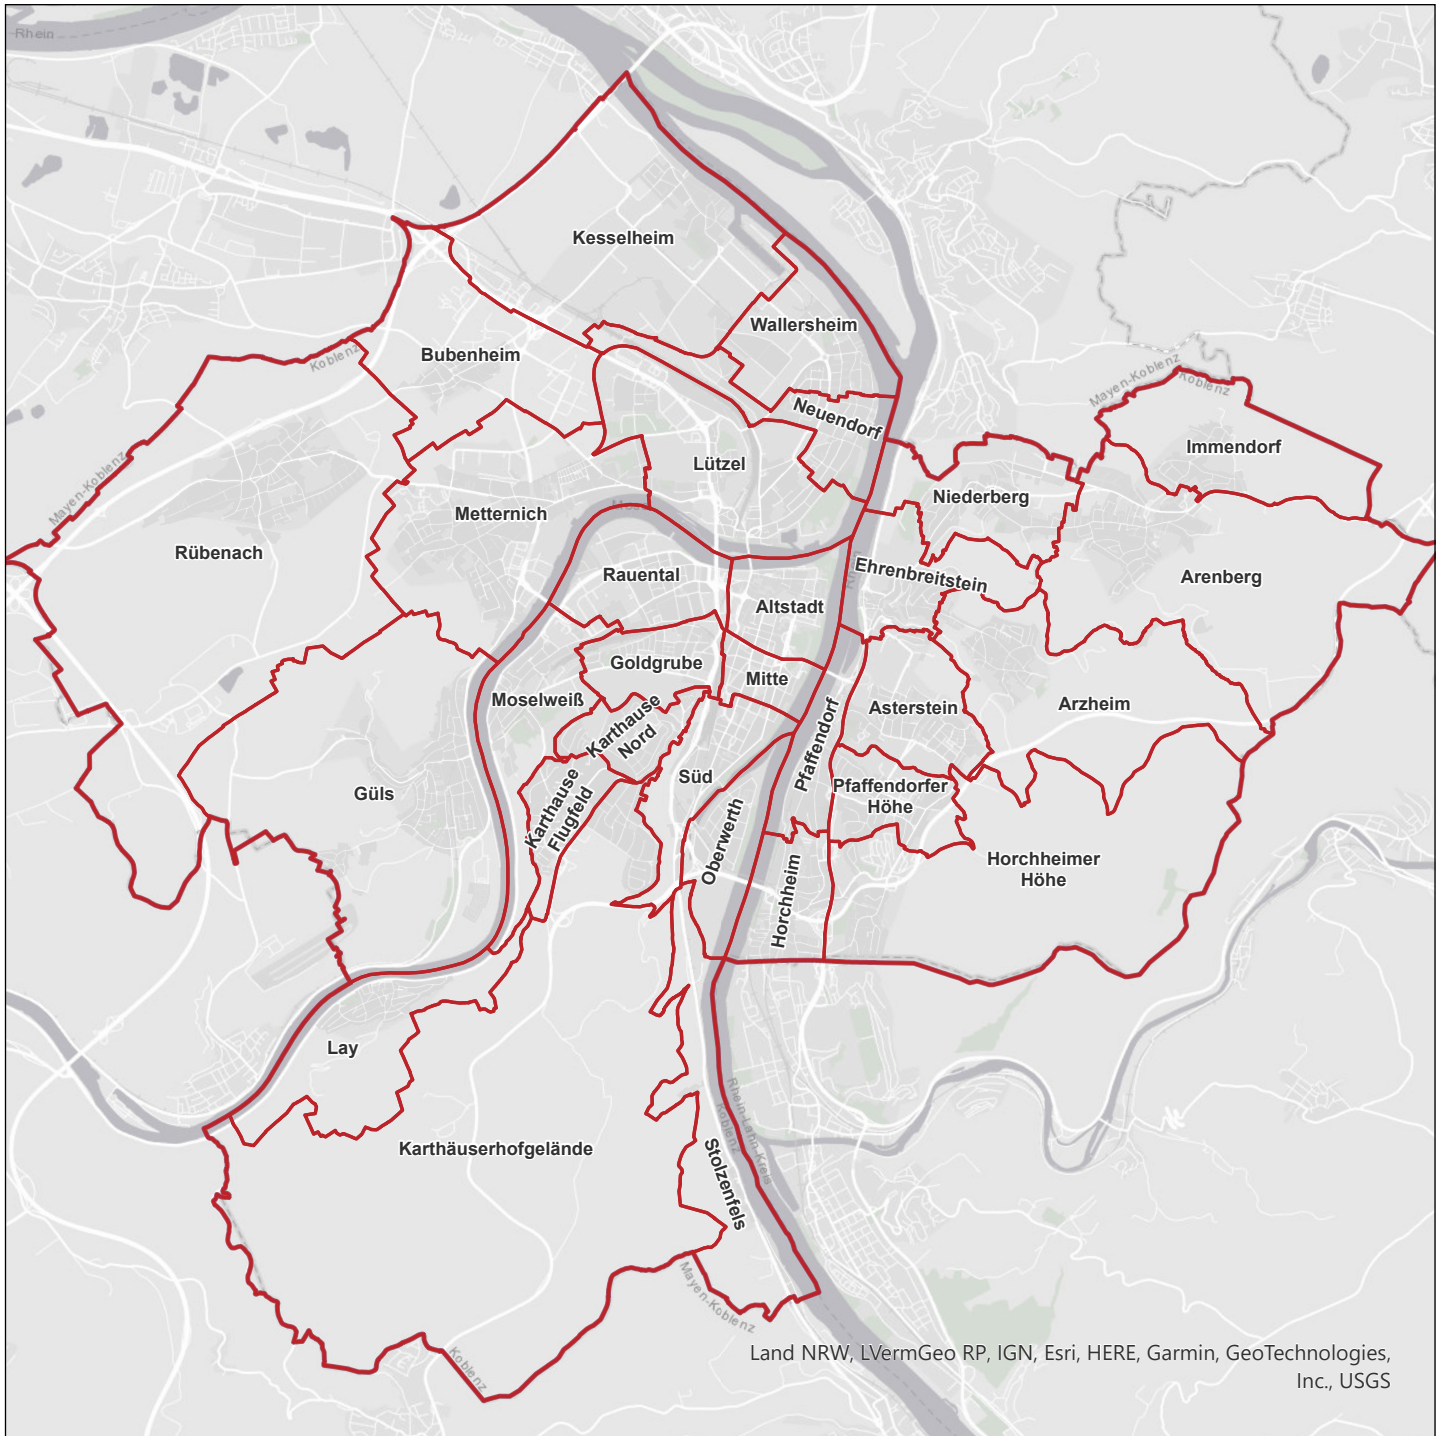 Rhein
Kesselheim
Wallersheim
Bubenheim
Koblenz
Mayen-Koblenz
Koblenz
Neuendorf
Immendorf
Lützel
Mayen-Koblenz
Niederberg
Metternich
Rübenach
Rauental
Ehrenbreitstein
Arenberg
Altstadt
Goldgrube
Mitte
Moselweiß
Karthause
Nord
Asterstein
Arzheim
Pfaffendorf
Süd
Güls
Karthause
Flugfeld
Pfaffendorfer
Höhe
Oberwerth
Horchheimer
Höhe
Horchheim
Lay
Rhein-Lahn-Kreis
Koblenz
Karthäuserhofgelände
Stolzenfels
Mayen-Koblenz
Koblenz
Land NRW, LVermGeo RP, IGN, Esri, HERE, Garmin, GeoTechnologies,
Inc., USGS